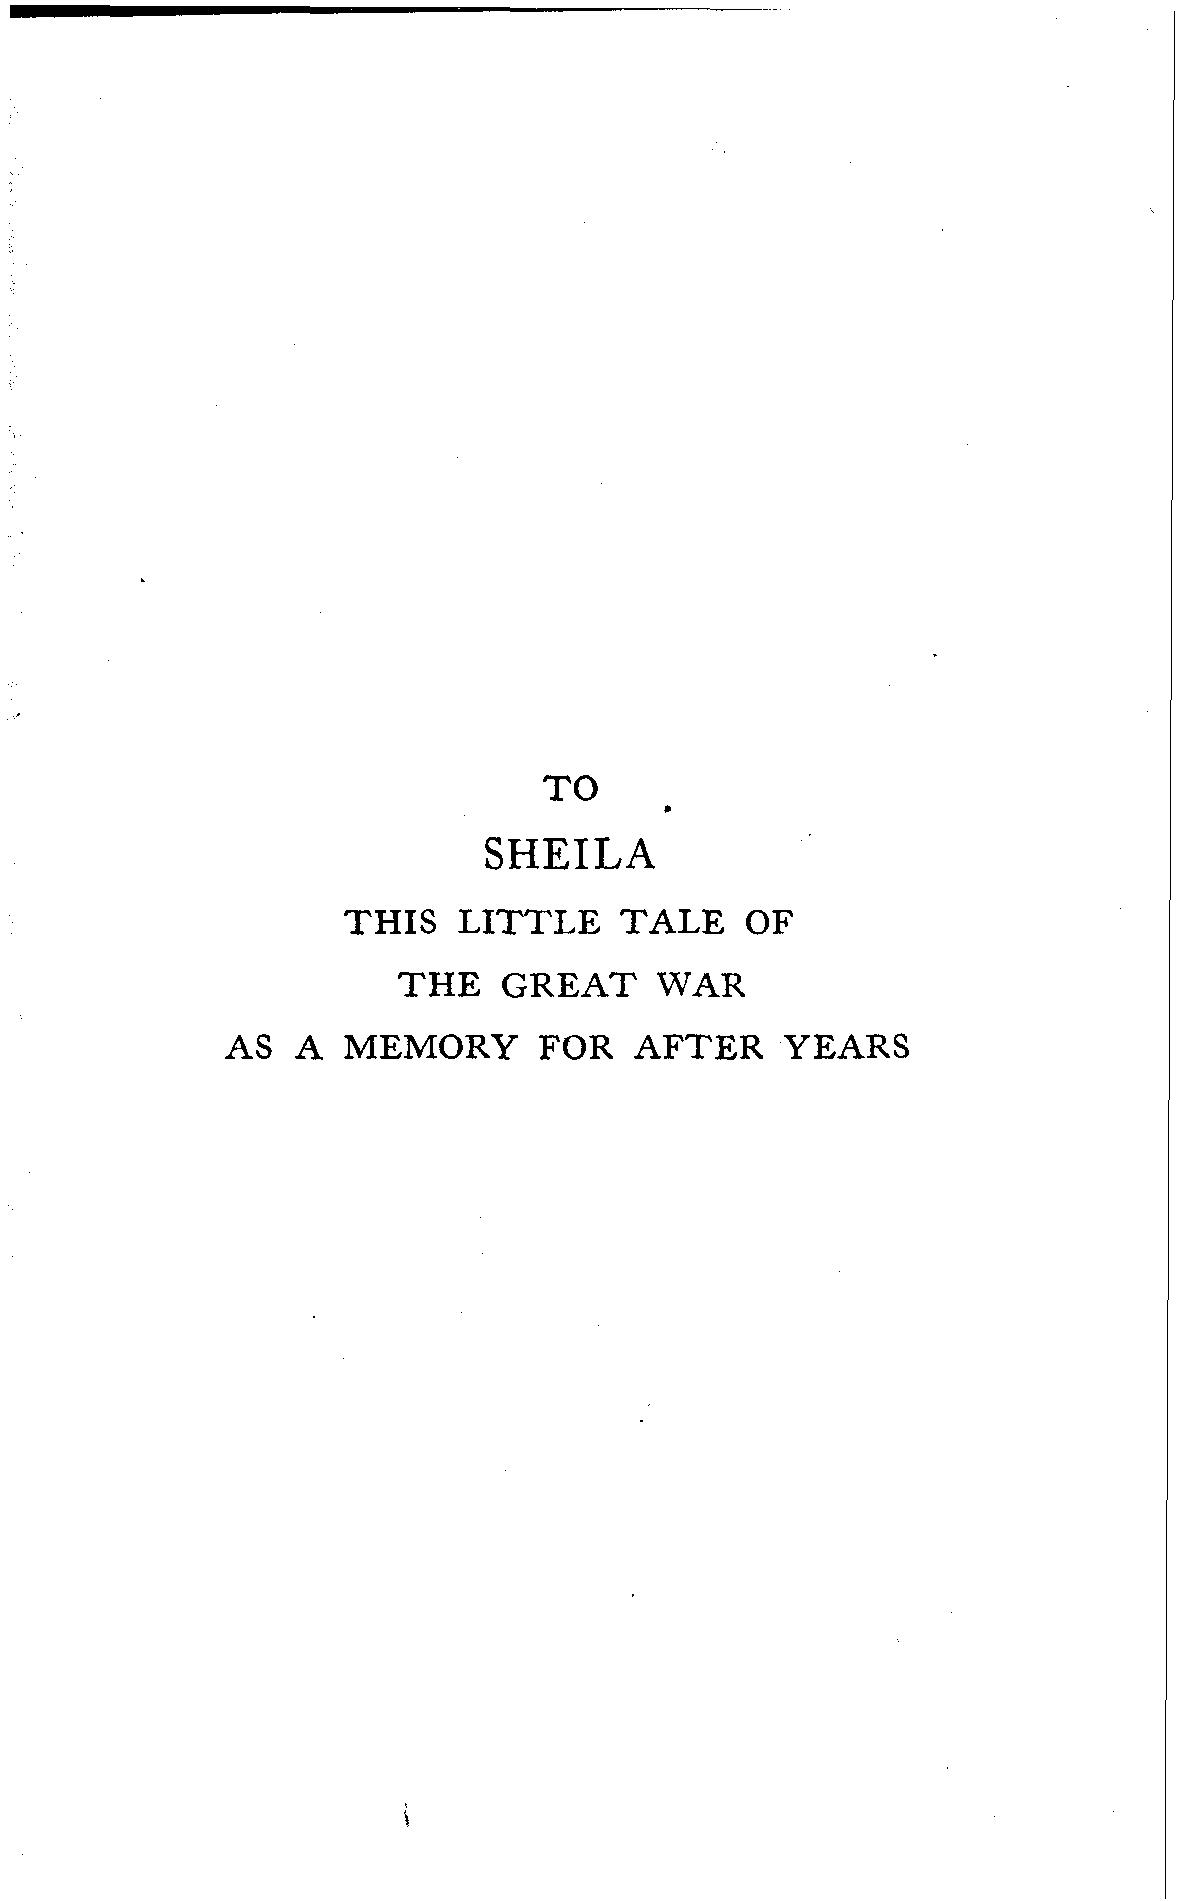 TO
SHEILA
THIS LITTLE TALE OF
THE GREAT WAR
AS A MEMORY FOR AFTER YEARS